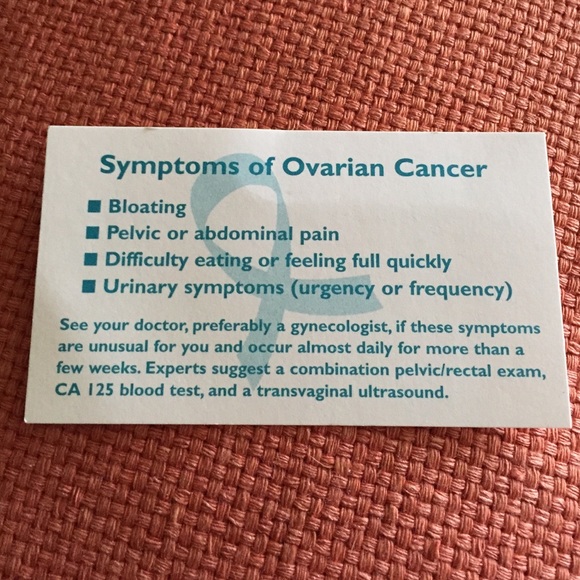 Symptoms of Ovarian Cancer
■ Bloating
■ Pelvic or abdominal pain
■ Difficulty eating or feeling full quickly
■ Urinary symptoms (urgency or frequency)
See your doctor, preferably a gynecologist, if these symptoms
are unusual for you and occur almost daily for more than a
few weeks. Experts suggest a combination pelvic/rectal exam,
CA 125 blood test, and a transvaginal ultrasound.